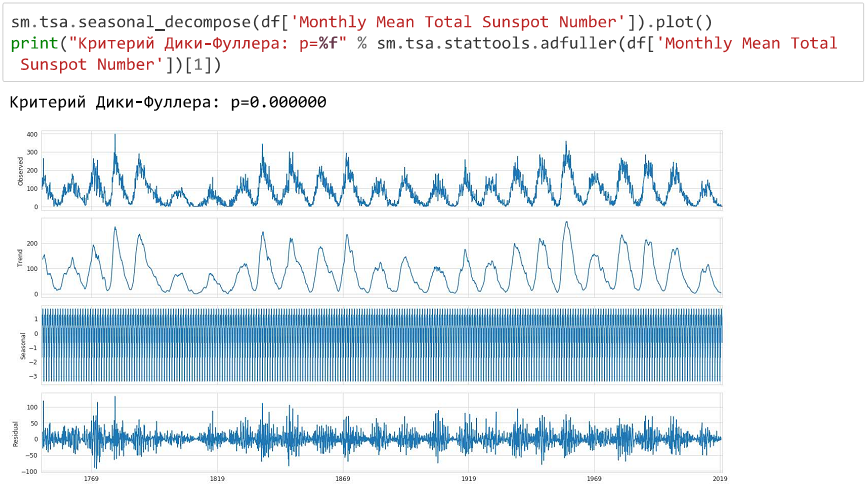 sm.tsa.seasonal_decompose(df['Monthly Mean Total Sunspot Number']).plot()
print("Критерий Дики-Фуллера: p=%f" % sm.tsa.stattools.adfuller(df['Monthly Mean Total
Sunspot Number'])[1])
Критерий Дики-Фуллера: p=0.000000
400
300
200
100
0
Observed
200
100
0
Trend
1
0
−1
−2
−3
Seasonal
100
50
0
−50
−100
Residual
1769 1819 1869 1919 1969 2019